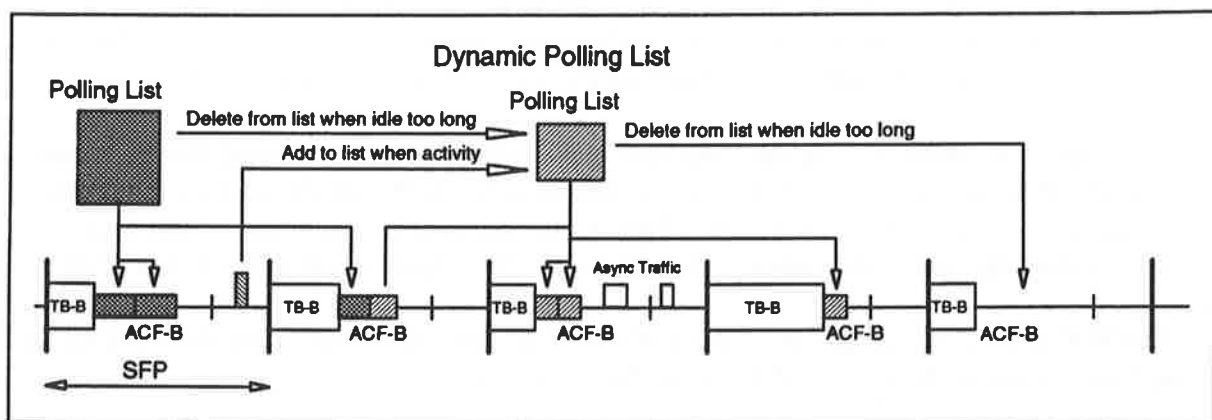 Dynamic Polling List
Polling List
Polling List
Delete from list when idle too long
Delete from list when idle too long
Add to list when activity
Async Traffic
TB-B
TB-B
TB-B
TB-B
TB-B
ACF-B
ACF-B
ACF-B
ACF-B
ACF-B
SFP